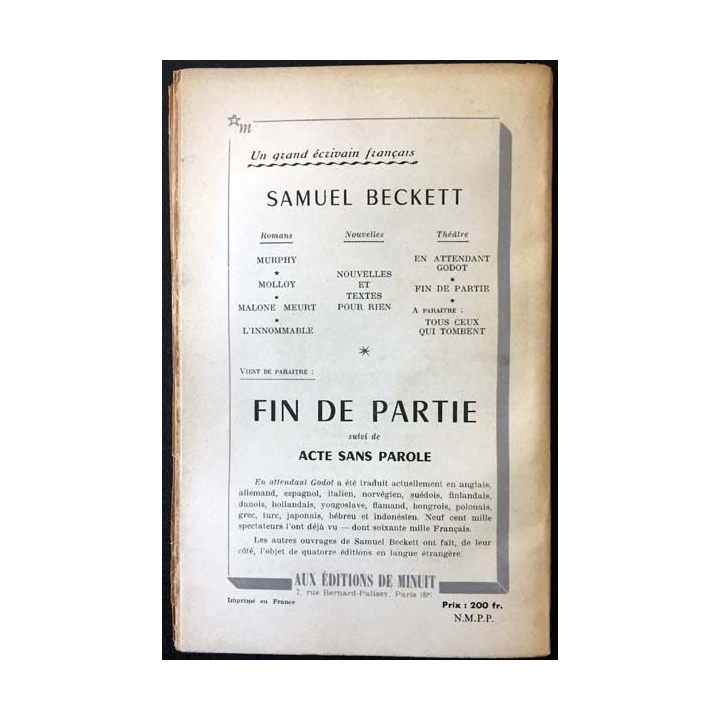 m
Un grand écrivain français
SAMUEL BECKETT
Romans
MURPHY
★
MOLLOY
★
MALONE MEURT
★
L'INNOMMABLE
Nouvelles
NOUVELLES
ET
TEXTES
POUR RIEN
Théâtre
EN ATTENDANT
GODOT
★
FIN DE PARTIE
★
A PARAITRE :
TOUS CEUX
QUI TOMBENT
VIENT DE PARAITRE :
FIN DE PARTIE
suivi de
ACTE SANS PAROLE
En attendant Godot a été traduit actuellement en anglais,
allemand, espagnol, italien, norvégien, suédois, finlandais,
danois, hollandais, yougoslave, flamand, hongrois, polonais,
grec, turc, japonais, hébreu et indonésien. Neuf cent mille
spectateurs l'ont déjà vu — dont soixante mille Français.
Les autres ouvrages de Samuel Beckett ont fait, de leur
côté, l'objet de quatorze éditions en langue étrangère.
AUX ÉDITIONS DE MINUIT
7, rue Bernard-Palissy, Paris (6e)
Imprimé en France
Prix : 200 fr.
N.M.P.P.